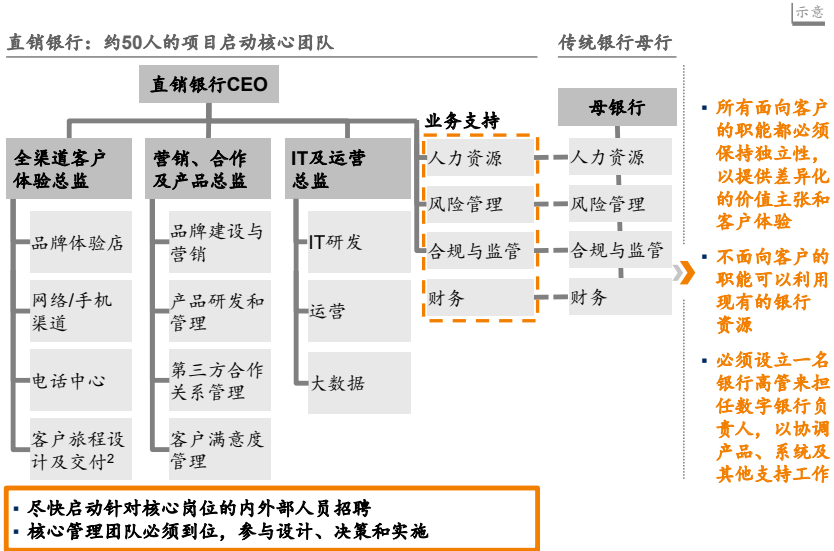 示意
直销银行：约50人的项目启动核心团队
传统银行母行
直销银行CEO
业务支持
母银行
全渠道客户
体验总监
营销、合作
及产品总监
IT及运营
总监
人力资源
人力资源
风险管理
风险管理
合规与监管
合规与监管
财务
财务
品牌体验店
品牌建设与
营销
IT研发
网络/手机
渠道
产品研发和
管理
运营
电话中心
第三方合作
关系管理
大数据
客户旅程设
计及交付2
客户满意度
管理
▪ 所有面向客户
的职能都必须
保持独立性，
以提供差异化
的价值主张和
客户体验
▪ 不面向客户的
职能可以利用
现有的银行
资源
▪ 必须设立一名
银行高管来担
任数字银行负
责人，以协调
产品、系统及
其他支持工作
▪ 尽快启动针对核心岗位的内外部人员招聘
▪ 核心管理团队必须到位，参与设计、决策和实施